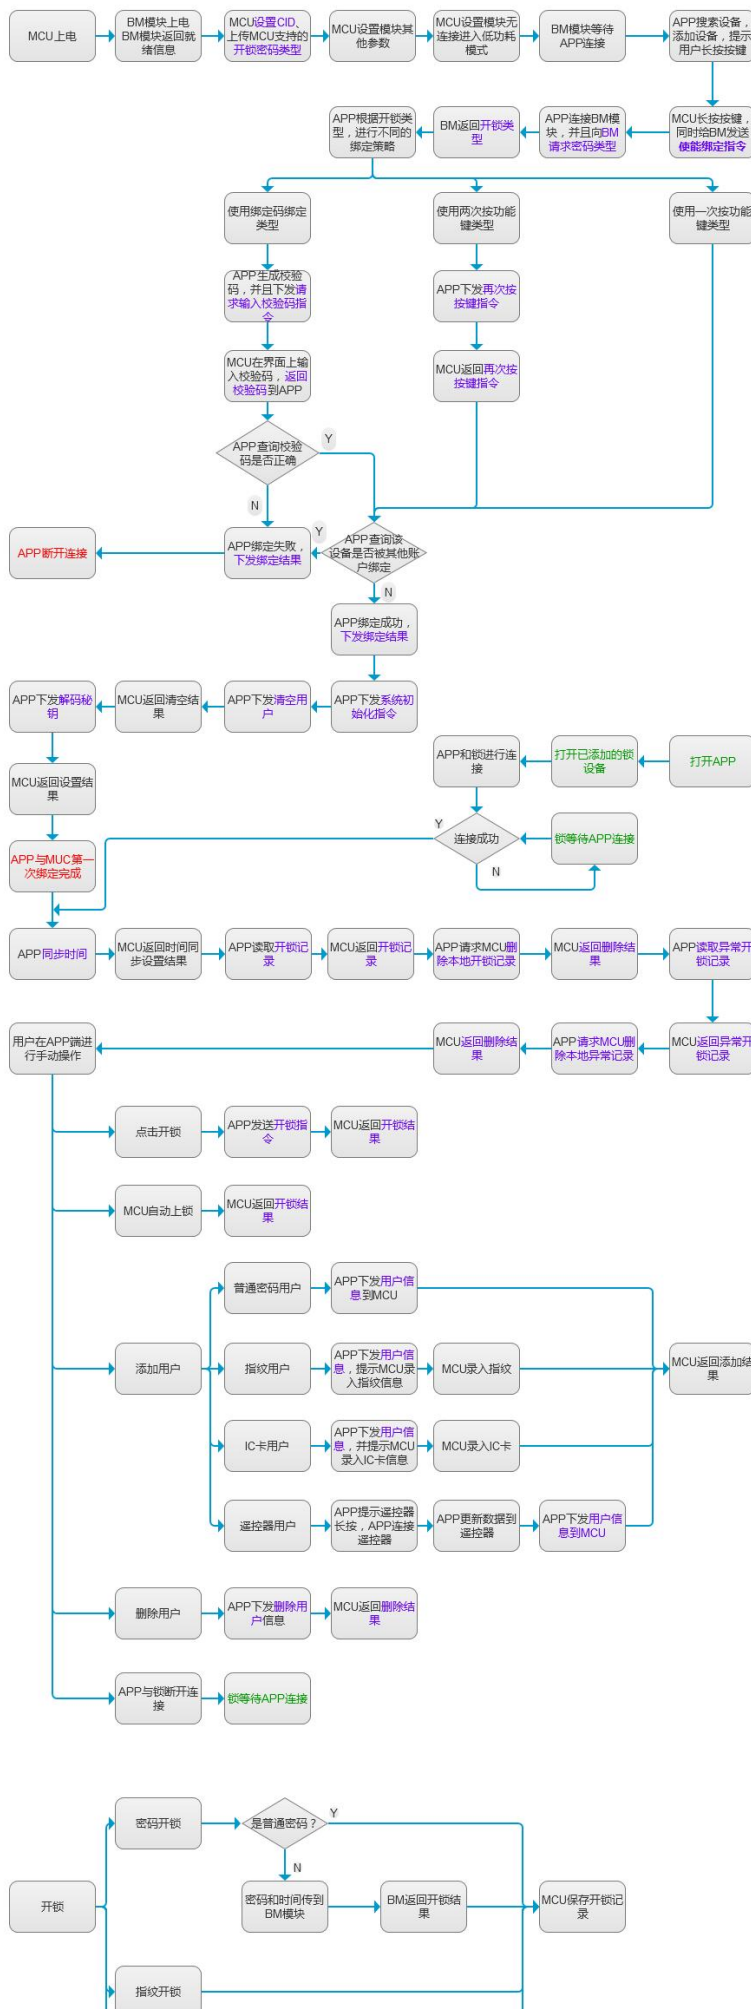 MCU上电
BM模块上电
BM模块返回就
绪信息
MCU设置CID、
上传MCU支持的
开锁密码类型
MCU设置模块其
他参数
MCU设置模块无
连接进入低功耗
模式
BM模块等待
APP连接
APP搜索设备，
添加设备，提示
用户长按按键
MCU长按按键，
同时给BM发送
使能绑定指令
APP连接BM模
块，并且向BM
请求密码类型
BM返回开锁类
型
APP根据开锁类
型，进行不同的
绑定策略
使用绑定码绑定
类型
使用两次按功能
键类型
使用一次按功能
键类型
APP生成校验
码，并且下发请
求输入校验码指
令
APP下发再次按
按键指令
MCU在界面上输
入校验码，返回
校验码到APP
MCU返回再次按
按键指令
APP查询校验
码是否正确
Y
N
APP断开连接
APP绑定失败，
下发绑定结果
Y
APP查询该
设备是否被其他账
户绑定
N
APP绑定成功，
下发绑定结果
APP下发系统初
始化指令
APP下发清空用
户
MCU返回清空结
果
APP下发解码秘
钥
MCU返回设置结
果
APP与MUC第一
次绑定完成
打开APP
打开已添加的锁
设备
APP和锁进行连
接
连接成功
Y
N
锁等待APP连接
APP同步时间
MCU返回时间同
步设置结果
APP读取开锁记
录
MCU返回开锁记
录
APP请求MCU删
除本地开锁记录
MCU返回删除结
果
APP读取异常开
锁记录
MCU返回异常开
锁记录
APP请求MCU删
除本地异常记录
MCU返回删除结
果
用户在APP端进
行手动操作
点击开锁
APP发送开锁指
令
MCU返回开锁结
果
MCU自动上锁
MCU返回开锁结
果
添加用户
普通密码用户
APP下发用户信
息到MCU
指纹用户
APP下发用户信
息，提示MCU录
入指纹信息
MCU录入指纹
MCU返回添加结
果
IC卡用户
APP下发用户信
息，并提示MCU
录入IC卡信息
MCU录入IC卡
遥控器用户
APP提示遥控器
长按，APP连接
遥控器
APP更新数据到
遥控器
APP下发用户信
息到MCU
删除用户
APP下发删除用
户信息
MCU返回删除结
果
APP与锁断开连
接
锁等待APP连接
开锁
密码开锁
是普通密码？
Y
N
密码和时间传到
BM模块
BM返回开锁结
果
MCU保存开锁记
录
指纹开锁